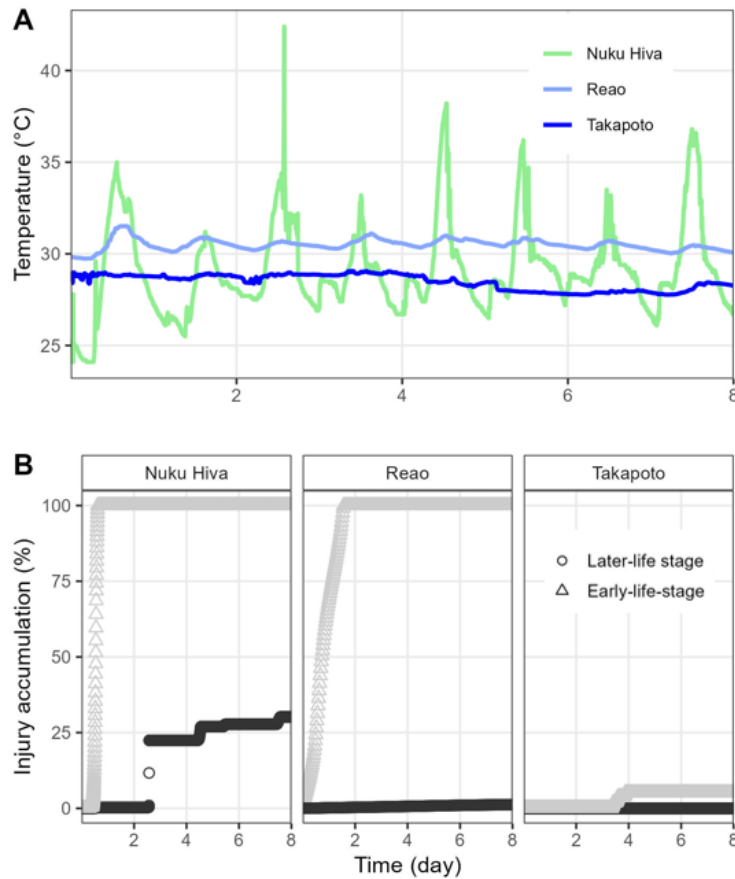 A
Temperature (°C)
40
35
30
25
Nuku Hiva
Reao
Takapoto
2
4
6
8
B
Nuku Hiva
Reao
Takapoto
Injury accumulation (%)
100
75
50
25
0
Later-life stage
Early-life-stage
2
4
6
8
2
4
6
8
2
4
6
8
Time (day)